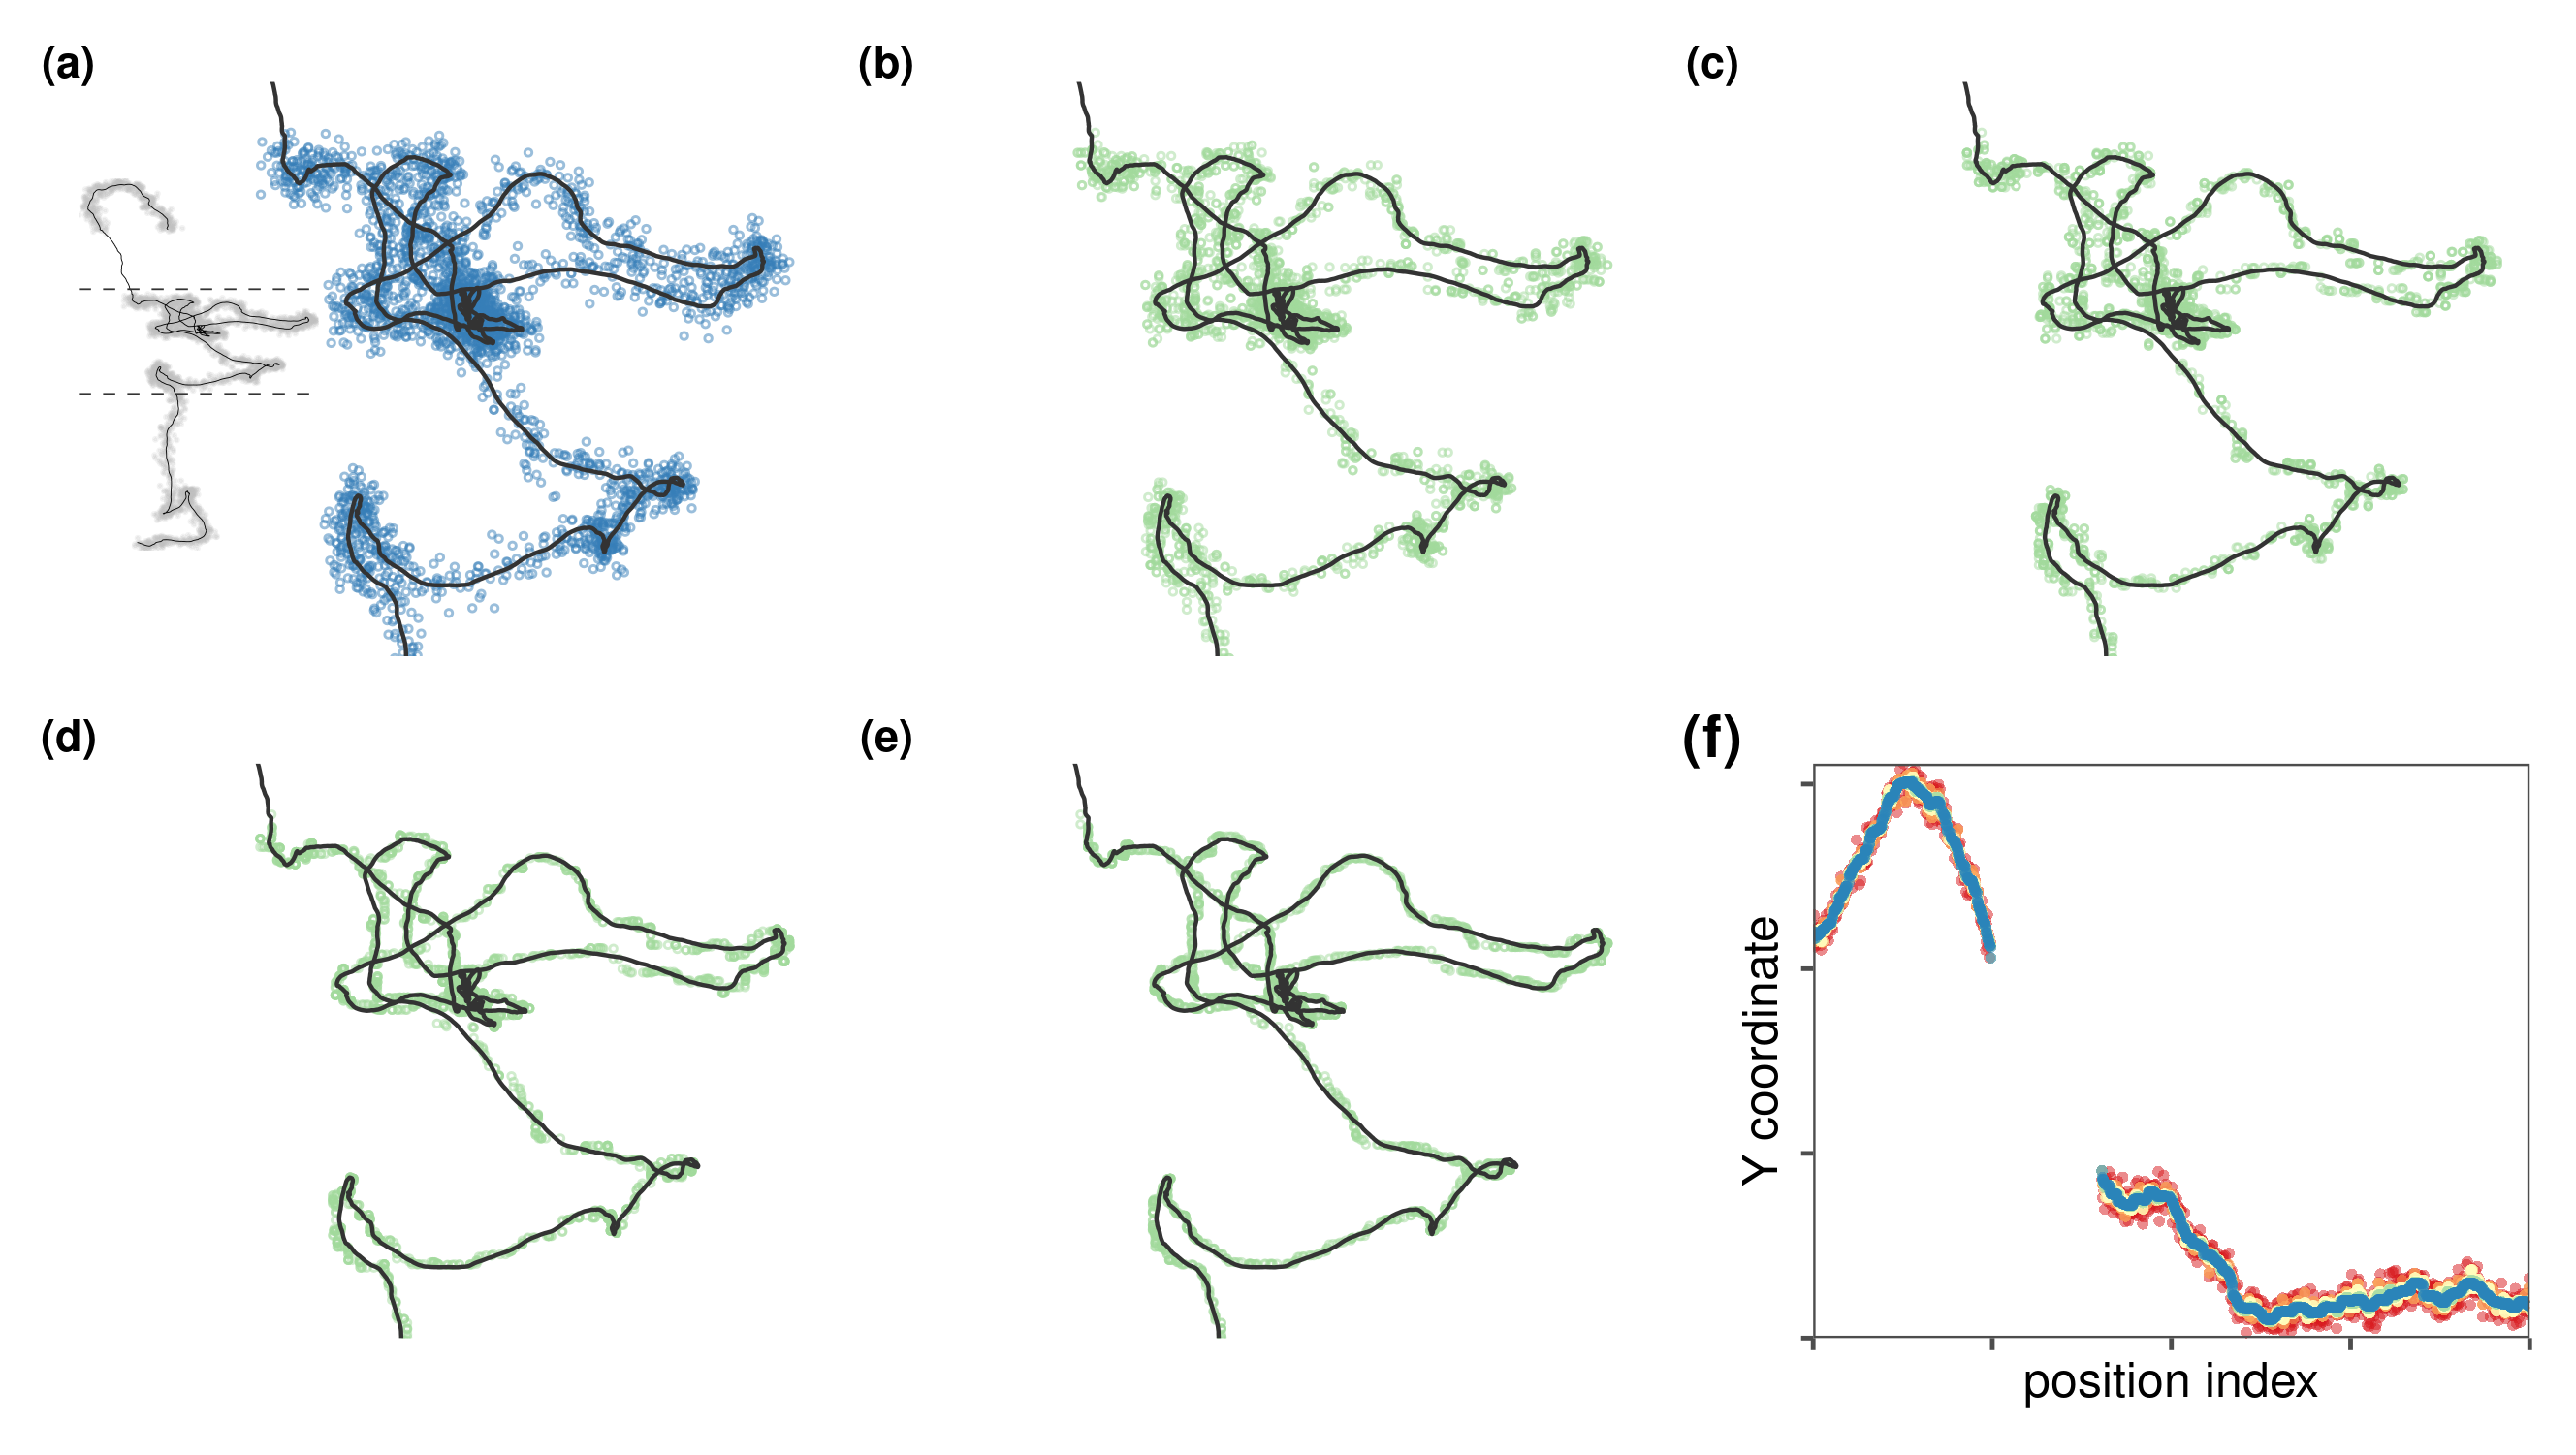 (a)
(b)
(c)
(d)
(e)
(f)
Y coordinate
position index